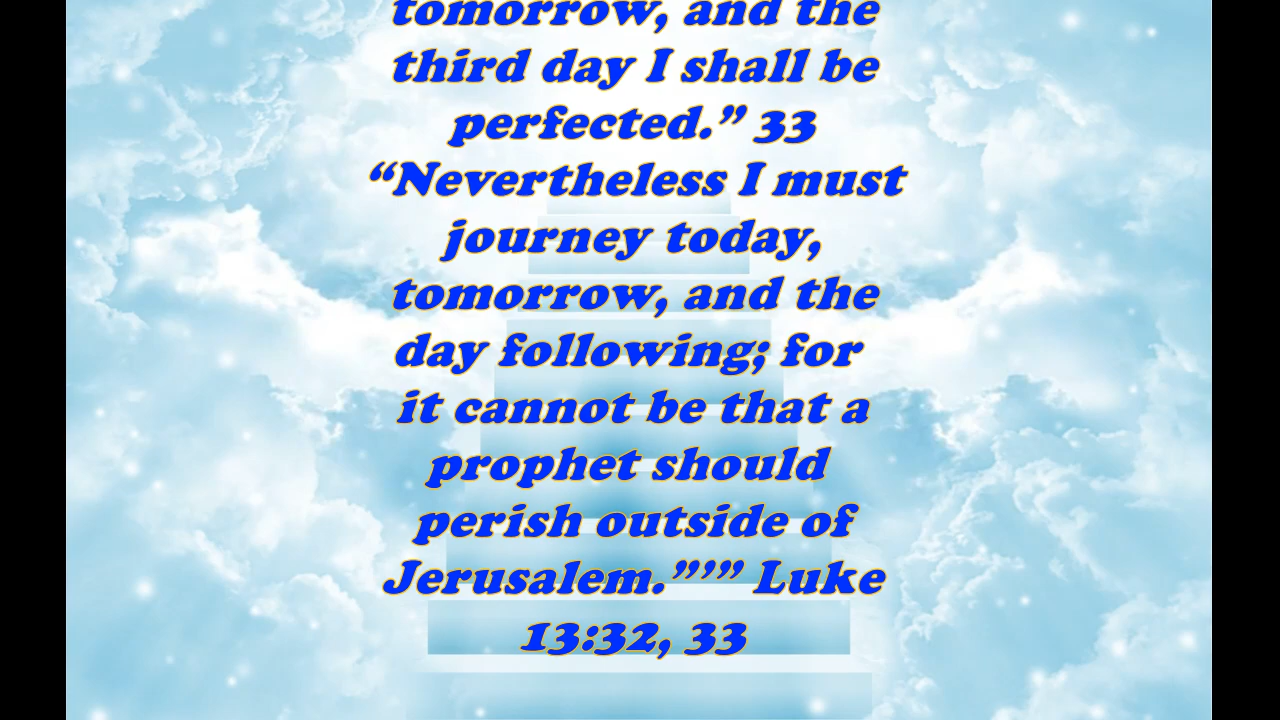 tomorrow, and the
third day I shall be
perfected.” 33
“Nevertheless I must
journey today,
tomorrow, and the
day following; for
it cannot be that a
prophet should
perish outside of
Jerusalem.”’” Luke
13:32, 33